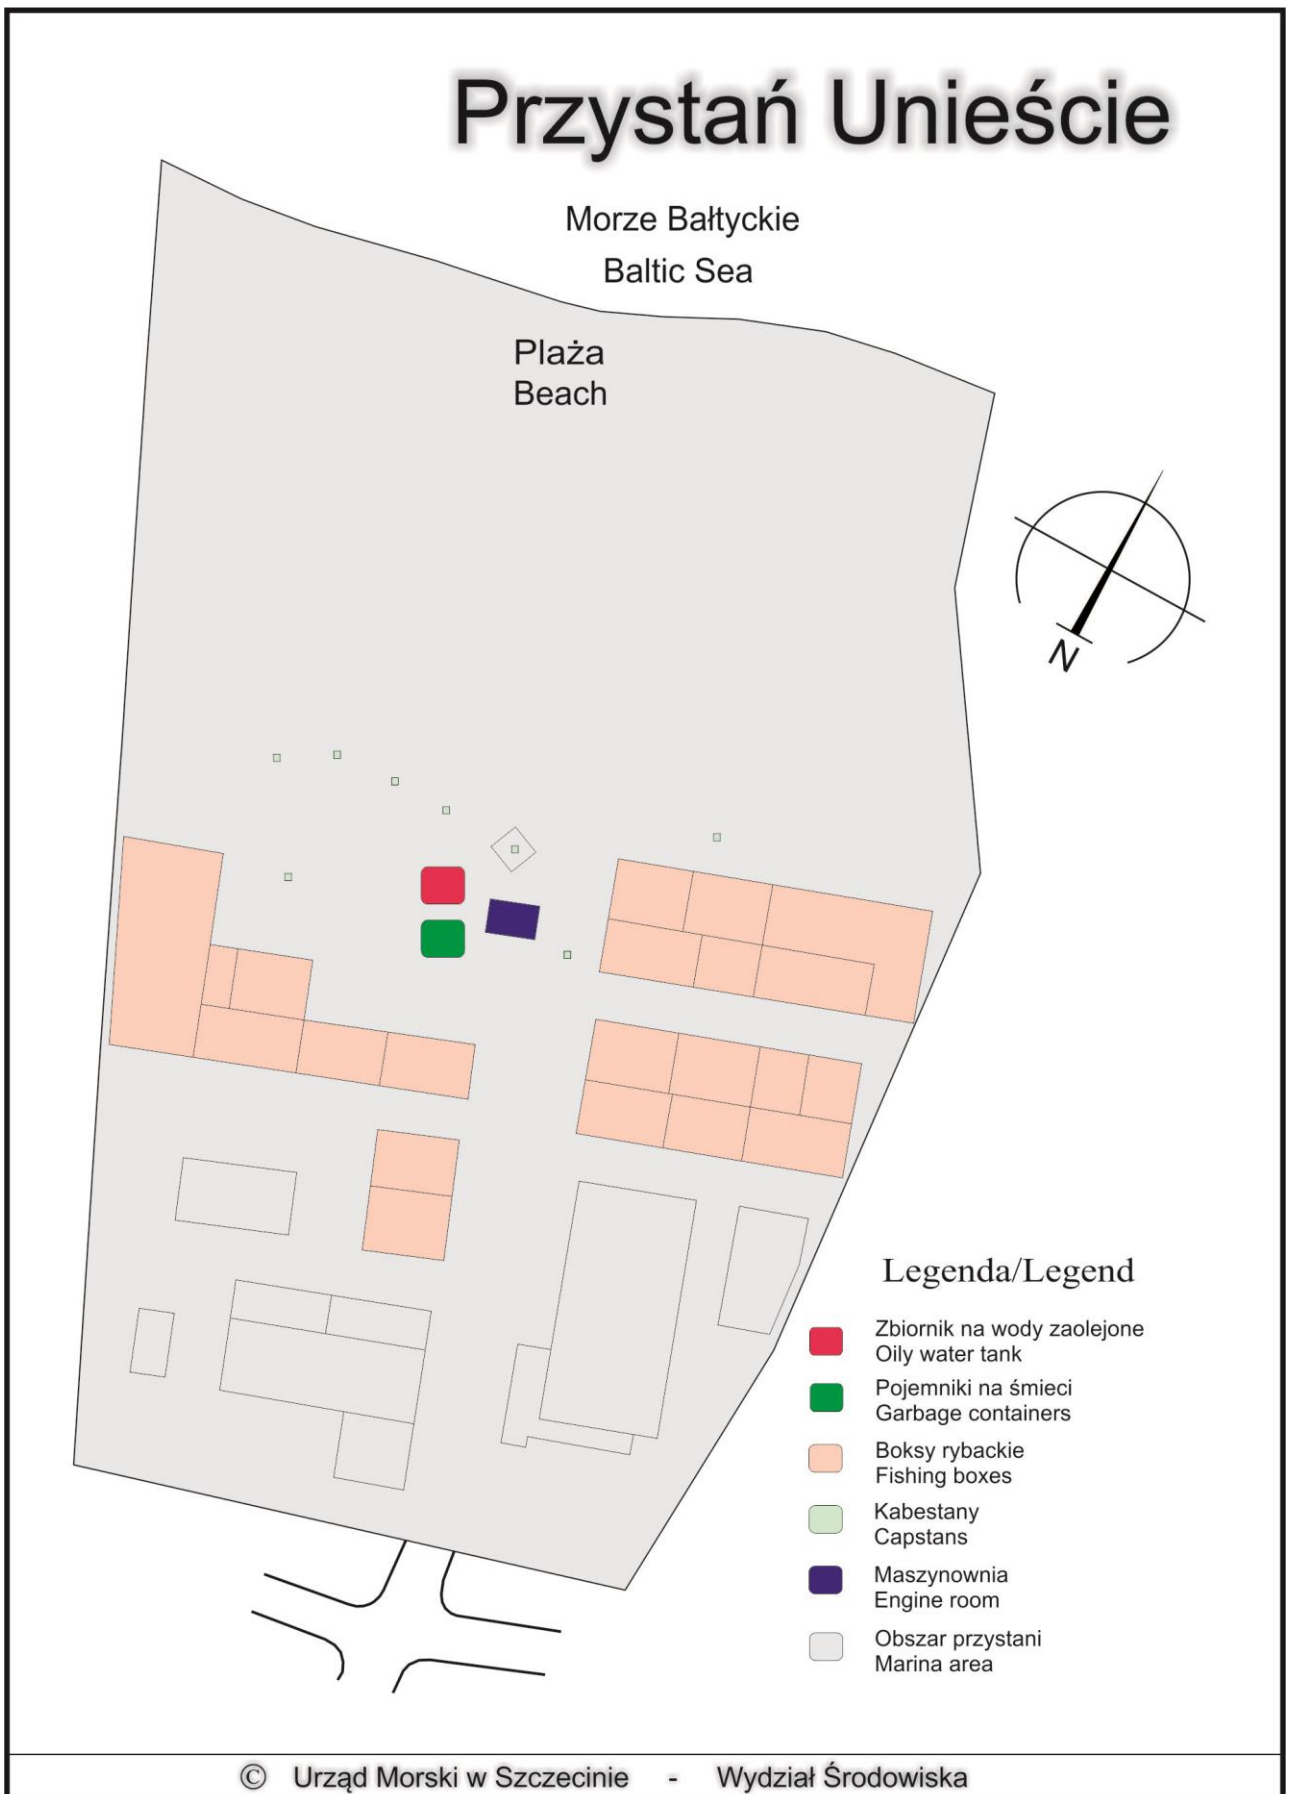 Przystań Unieście
Morze Bałtyckie
Baltic Sea
Plaża
Beach
N
Legenda/Legend
Zbiornik na wody zaolejone
Oily water tank
Pojemniki na śmieci
Garbage containers
Boksy rybackie
Fishing boxes
Kabestany
Capstans
Maszynownia
Engine room
Obszar przystani
Marina area
© Urząd Morski w Szczecinie - Wydział Środowiska